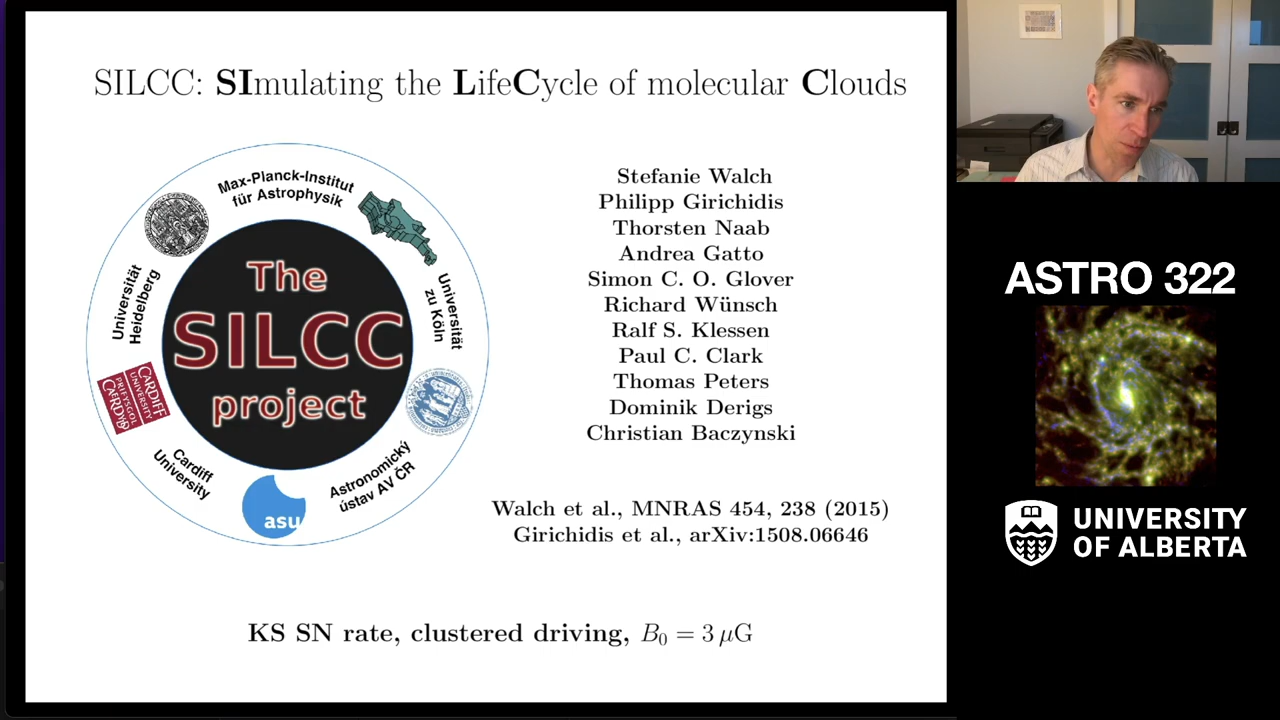 SILCC: SImulating the LifeCycle of molecular Clouds
Max-Planck-Institut
für Astrophysik
Universität
zu Köln
Universität
Heidelberg
The
SILCC
project
CARDIFF
UNIVERSITY
PRIFYSGOL
CAERDYDD
Cardiff
University
asu
Astronomický
ústav AV ČR
Stefanie Walch
Philipp Girichidis
Thorsten Naab
Andrea Gatto
Simon C. O. Glover
Richard Wünsch
Ralf S. Klessen
Paul C. Clark
Thomas Peters
Dominik Derigs
Christian Baczynski
Walch et al., MNRAS 454, 238 (2015)
Girichidis et al., arXiv:1508.06646
KS SN rate, clustered driving, B₀ = 3 μG
ASTRO 322
UNIVERSITY
OF ALBERTA